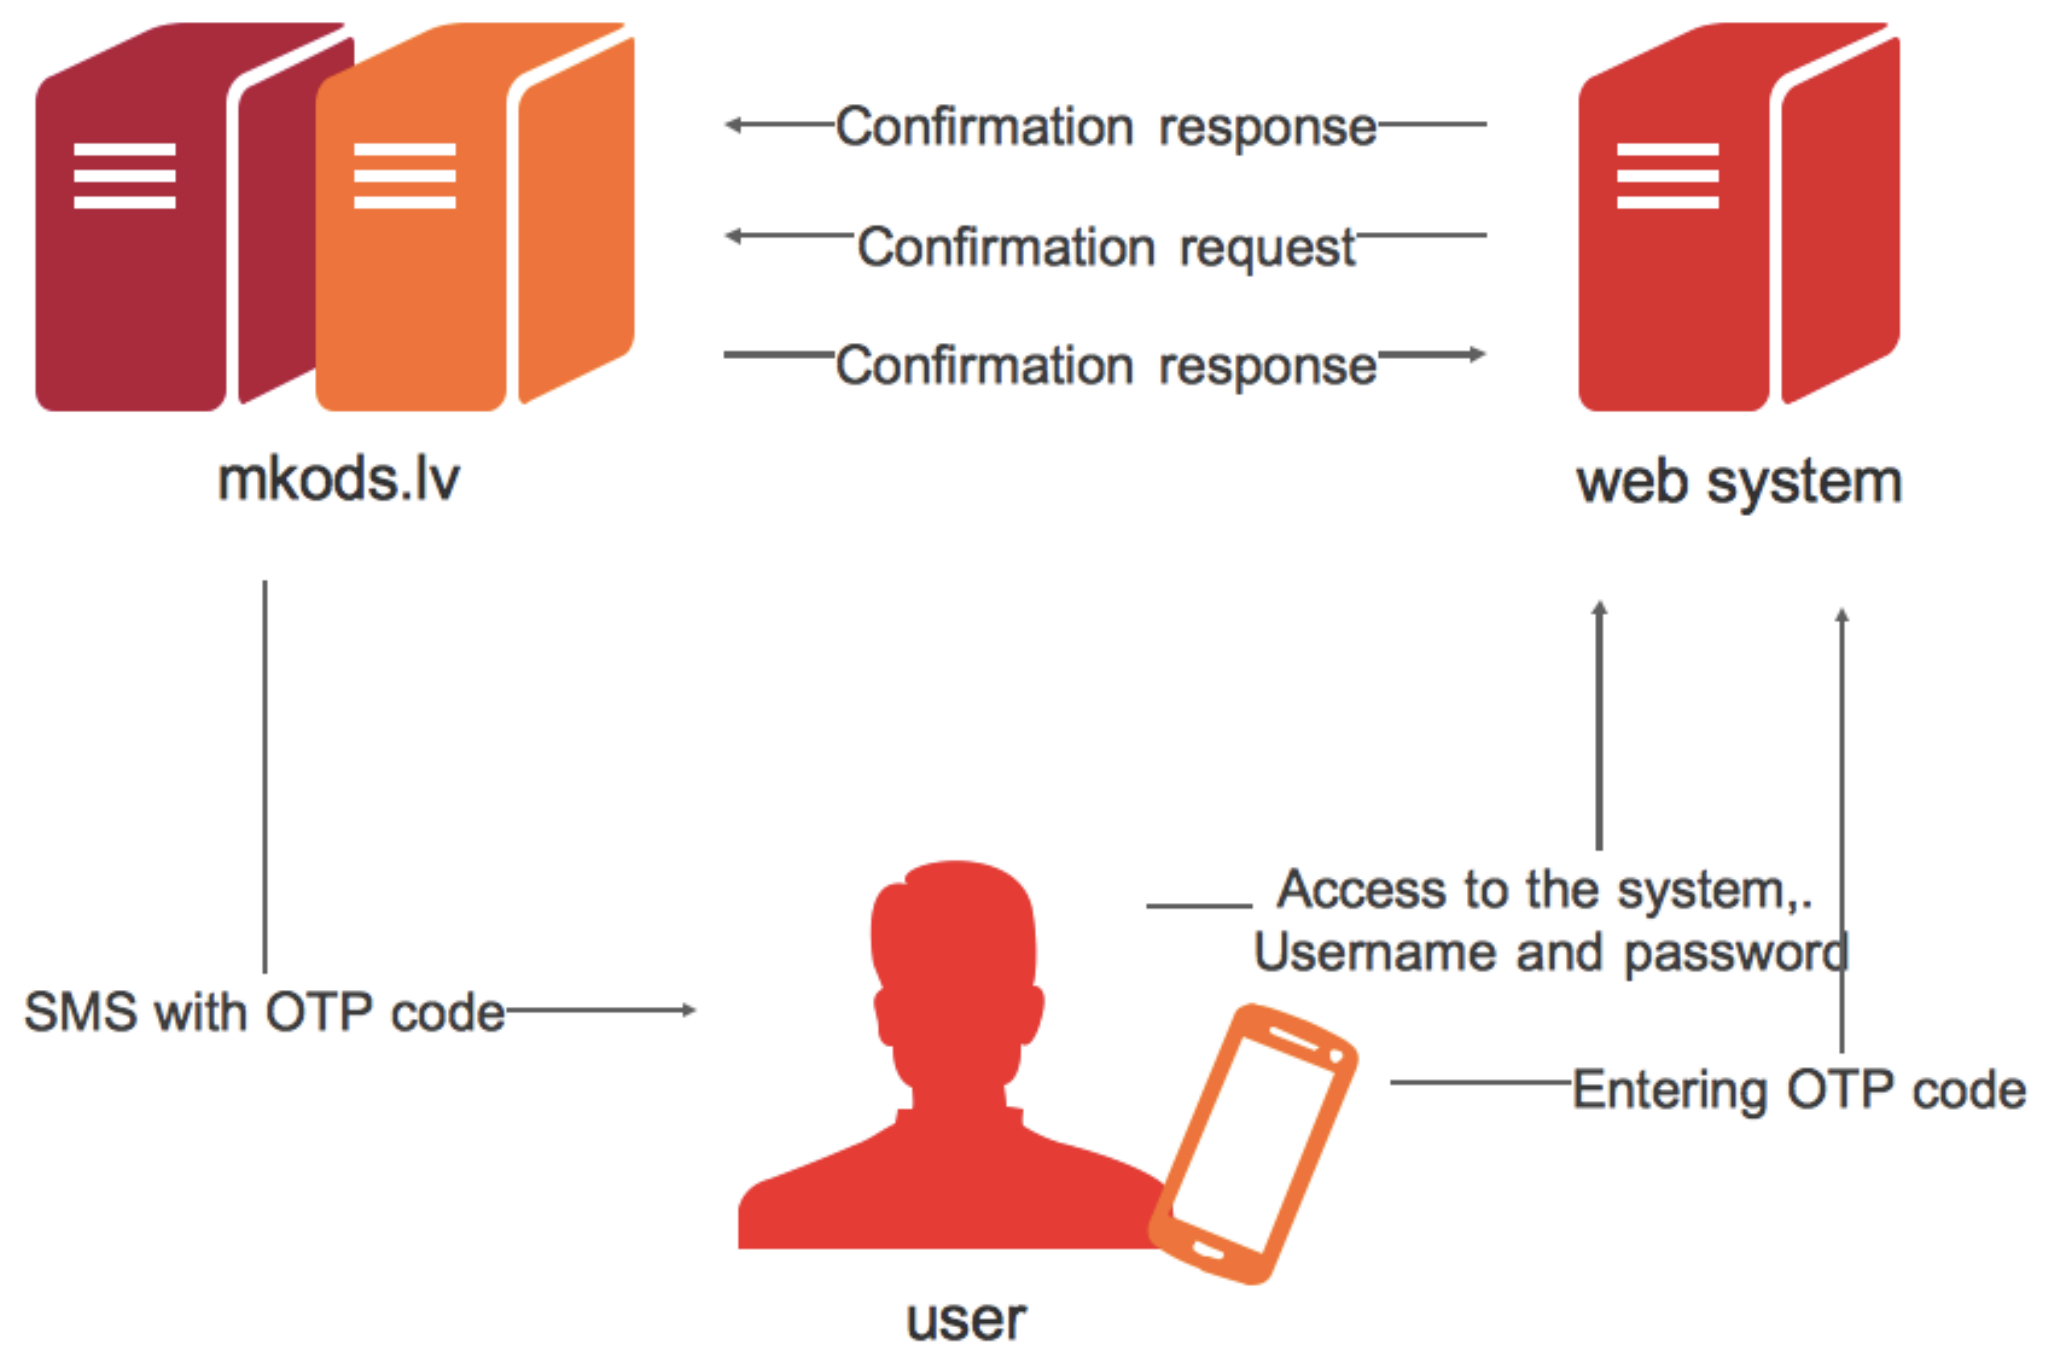 Confirmation response
Confirmation request
Confirmation response
mkods.lv
web system
Access to the system,.
Username and password
SMS with OTP code
Entering OTP code
user